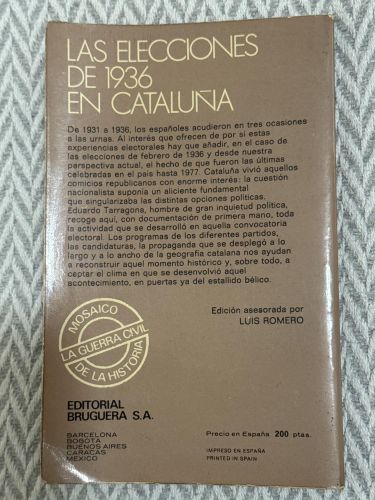 LAS ELECCIONES
DE 1936
EN CATALUÑA
De 1931 a 1936, los españoles acudieron en tres ocasiones
a las urnas. Al interés que ofrecen de por si estas
experiencias electorales hay que añadir, en el caso de
las elecciones de febrero de 1936 y desde nuestra
perspectiva actual, el hecho de que fueron las últimas
celebradas en el país hasta 1977. Cataluña vivió aquellos
comicios republicanos con enorme interés: la cuestión
nacionalista suponía un aliciente fundamental
que singularizaba las distintas opciones políticas.
Eduardo Tarragona, hombre de gran inquietud política,
recoge aquí, con documentación de primera mano, toda
la actividad que se desarrolló en aquella convocatoria
electoral. Los programas de los diferentes partidos,
las candidaturas, la propaganda que se desplegó a lo
largo y a lo ancho de la geografía catalana nos ayudan
a reconstruir aquel momento histórico y, sobre todo, a
captar el clima en que se desenvolvió aquel
acontecimiento, en puertas ya del estallido bélico.
Edición asesorada por
LUIS ROMERO
MOSAICO
LA GUERRA CIVIL
DE LA HISTORIA
EDITORIAL
BRUGUERA S.A.
BARCELONA
BOGOTA
BUENOS AIRES
CARACAS
MEXICO
Precio en España 200 ptas.
IMPRESO EN ESPAÑA
PRINTED IN SPAIN